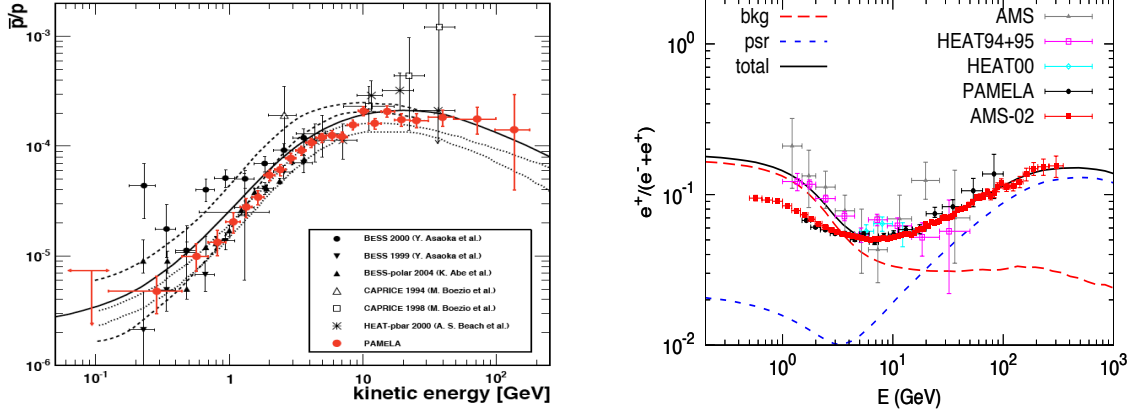 p̅/p
10⁻³
10⁻⁴
10⁻⁵
10⁻⁶
BESS 2000 (Y. Asaoka et al.)
BESS 1999 (Y. Asaoka et al.)
BESS-polar 2004 (K. Abe et al.)
CAPRICE 1994 (M. Boezio et al.)
CAPRICE 1998 (M. Boezio et al.)
HEAT-pbar 2000 (A. S. Beach et al.)
PAMELA
10⁻¹ 1 10 10²
kinetic energy [GeV]
e⁺/(e⁻+e⁺)
10⁰
10⁻¹
10⁻²
bkg
psr
total
AMS
HEAT94+95
HEAT00
PAMELA
AMS-02
10⁰ 10¹ 10² 10³
E (GeV)